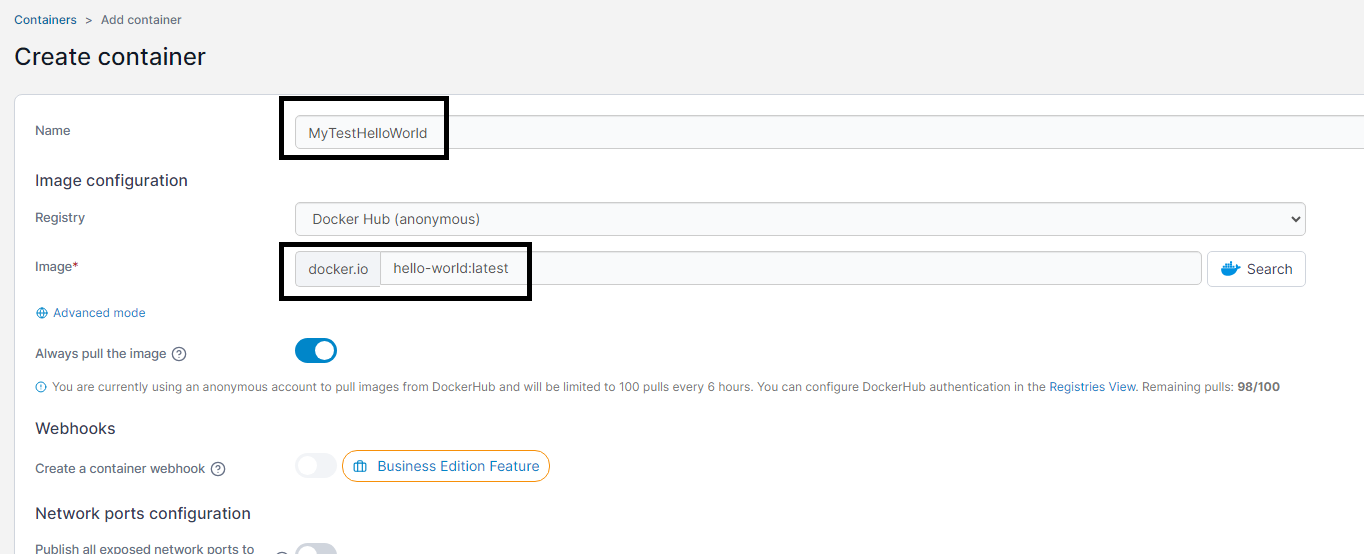 Containers > Add container
Create container
Name
MyTestHelloWorld
Image configuration
Registry
Docker Hub (anonymous)
Image*
docker.io
hello-world:latest
Search
Advanced mode
Always pull the image
You are currently using an anonymous account to pull images from DockerHub and will be limited to 100 pulls every 6 hours. You can configure DockerHub authentication in the Registries View. Remaining pulls: 98/100
Webhooks
Create a container webhook
Business Edition Feature
Network ports configuration
Publish all exposed network ports to